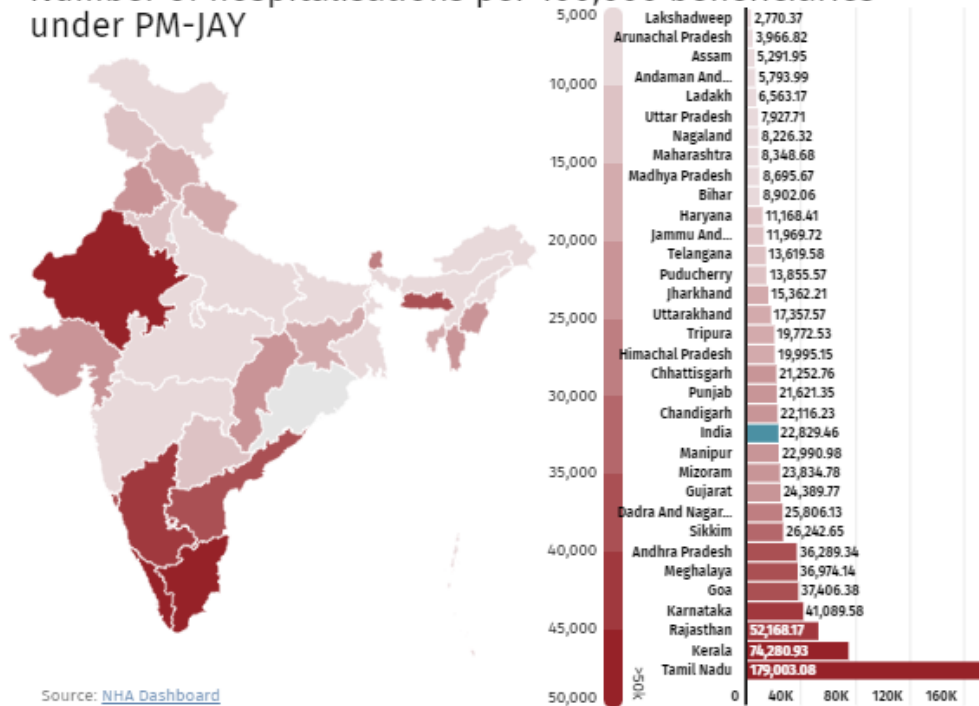 Number of hospitalisations per 100,000 beneficiaries
under PM-JAY
5,000
10,000
15,000
20,000
25,000
30,000
35,000
40,000
45,000
50,000
>50k
Lakshadweep 2,770.37
Arunachal Pradesh 3,966.82
Assam 5,291.95
Andaman And... 5,793.99
Ladakh 6,563.17
Uttar Pradesh 7,927.71
Nagaland 8,226.32
Maharashtra 8,348.68
Madhya Pradesh 8,695.67
Bihar 8,902.06
Haryana 11,168.41
Jammu And... 11,969.72
Telangana 13,619.58
Puducherry 13,855.57
Jharkhand 15,362.21
Uttarakhand 17,357.57
Tripura 19,772.53
Himachal Pradesh 19,995.15
Chhattisgarh 21,252.76
Punjab 21,621.35
Chandigarh 22,116.23
India 22,829.46
Manipur 22,990.98
Mizoram 23,834.78
Gujarat 24,389.77
Dadra And Nagar... 25,806.13
Sikkim 26,242.65
Andhra Pradesh 36,289.34
Meghalaya 36,974.14
Goa 37,406.38
Karnataka 41,089.58
Rajasthan 52,168.17
Kerala 74,280.93
Tamil Nadu 179,003.08
0 40K 80K 120K 160K
Source: NHA Dashboard